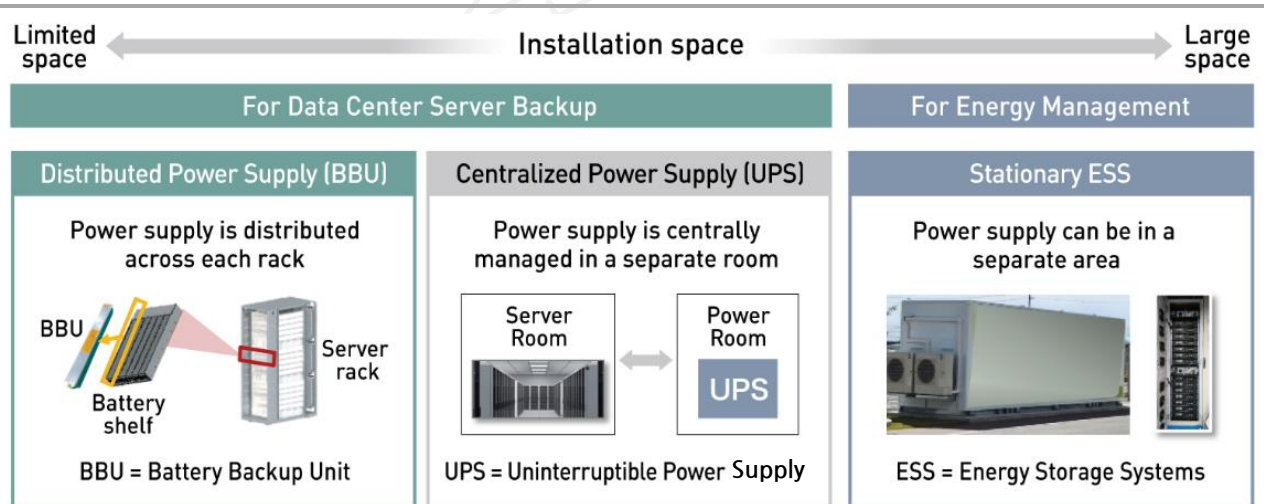 Limited
space
Installation space
Large
space
For Data Center Server Backup
For Energy Management
Distributed Power Supply (BBU)
Power supply is distributed
across each rack
BBU
Battery
shelf
Server
rack
BBU = Battery Backup Unit
Centralized Power Supply (UPS)
Power supply is centrally
managed in a separate room
Server
Room
Power
Room
UPS
UPS = Uninterruptible Power Supply
Stationary ESS
Power supply can be in a
separate area
ESS = Energy Storage Systems